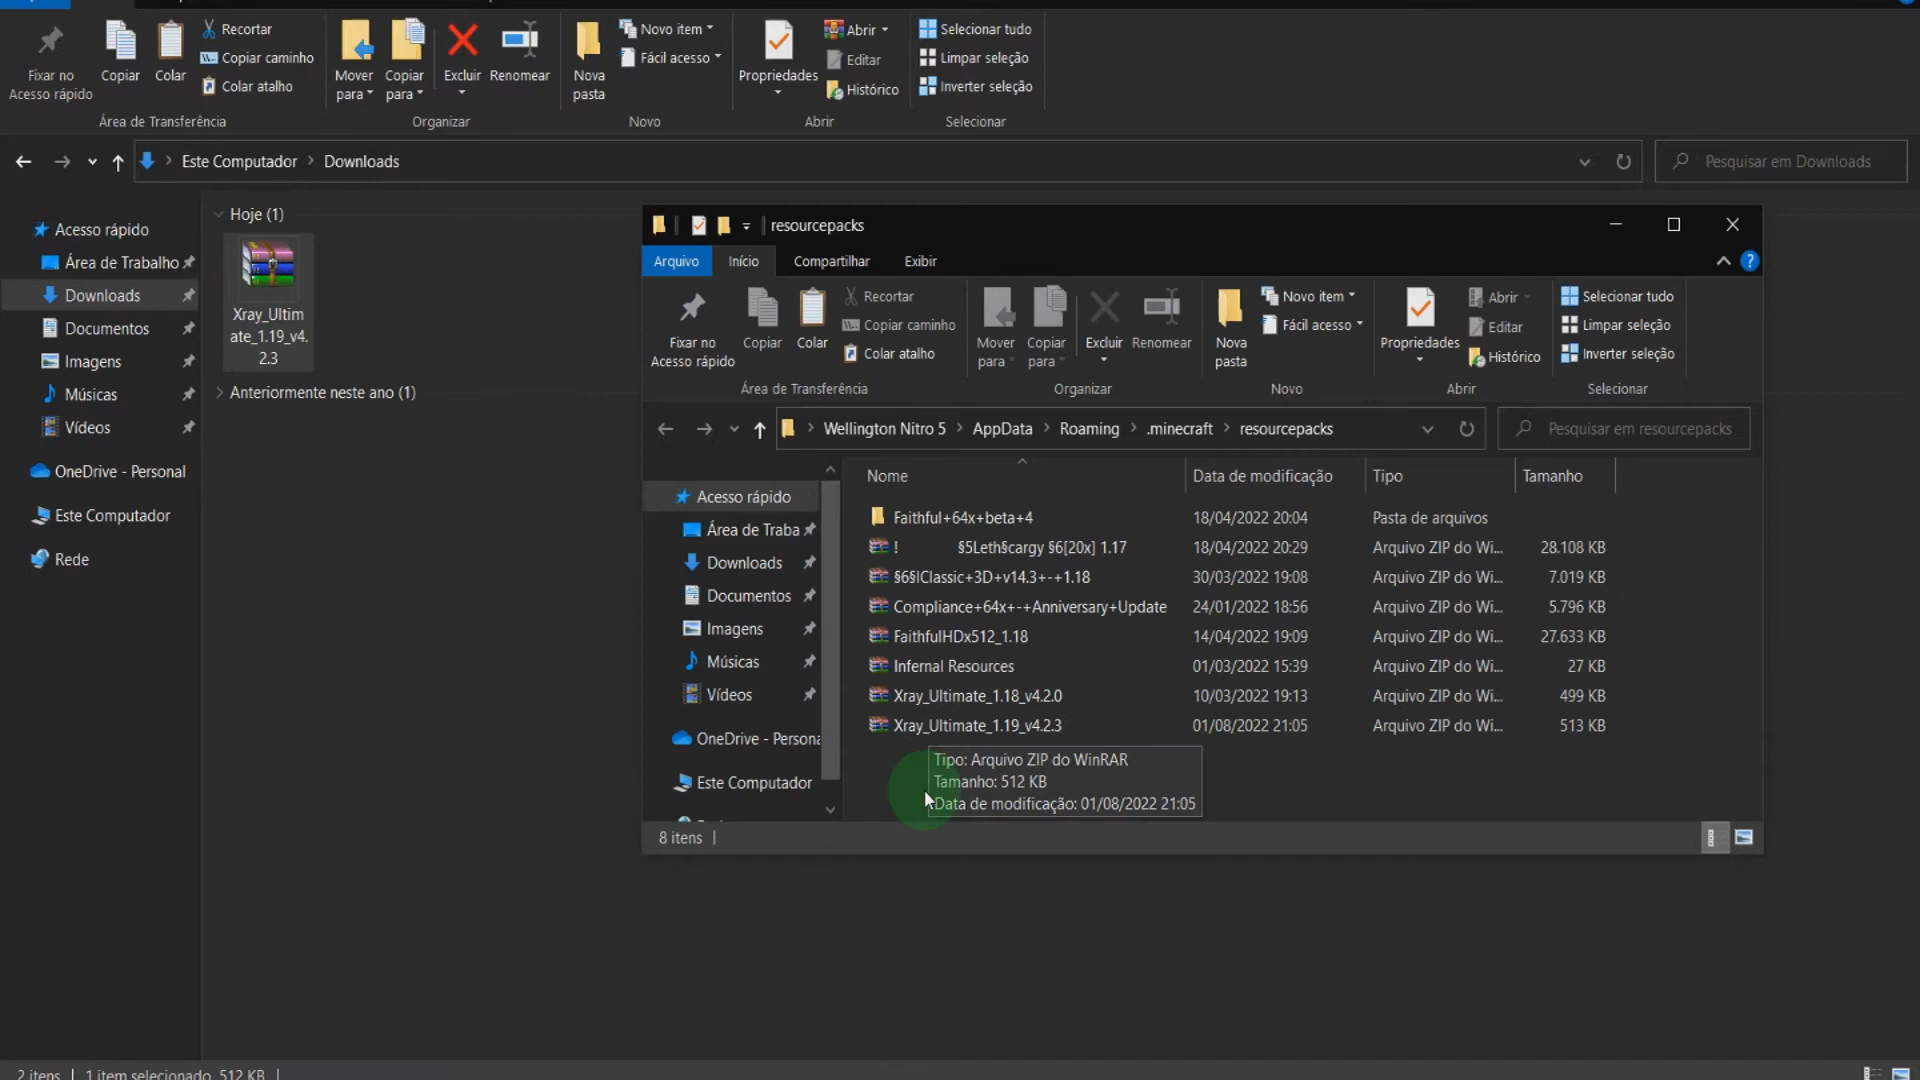 Fixar no
Acesso rápido
Copiar
Colar
Recortar
Copiar caminho
Colar atalho
Área de Transferência
Mover
para
Copiar
para
Excluir
Renomear
Organizar
Nova
pasta
Novo item
Fácil acesso
Novo
Propriedades
Abrir
Editar
Histórico
Abrir
Selecionar tudo
Limpar seleção
Inverter seleção
Selecionar
Este Computador
Downloads
Pesquisar em Downloads
Acesso rápido
Área de Trabalho
Downloads
Documentos
Imagens
Músicas
Vídeos
OneDrive - Personal
Este Computador
Rede
Hoje (1)
Xray_Ultim
ate_1.19_v4.
2.3
Anteriormente neste ano (1)
resourcepacks
Arquivo
Início
Compartilhar
Exibir
?
Fixar no
Acesso rápido
Copiar
Colar
Recortar
Copiar caminho
Colar atalho
Área de Transferência
Mover
para
Copiar
para
Excluir
Renomear
Organizar
Nova
pasta
Novo item
Fácil acesso
Novo
Propriedades
Abrir
Editar
Histórico
Abrir
Selecionar tudo
Limpar seleção
Inverter seleção
Selecionar
Wellington Nitro 5
AppData
Roaming
.minecraft
resourcepacks
Pesquisar em resourcepacks
Acesso rápido
Área de Traba
Downloads
Documentos
Imagens
Músicas
Vídeos
OneDrive - Persona
Este Computador
Nome Data de modificação Tipo Tamanho
Faithful+64x+beta+4 18/04/2022 20:04 Pasta de arquivos
! §5Leth§cargy §6[20x] 1.17 18/04/2022 20:29 Arquivo ZIP do Wi... 28.108 KB
§6§lClassic+3D+v14.3+-+1.18 30/03/2022 19:08 Arquivo ZIP do Wi... 7.019 KB
Compliance+64x+-+Anniversary+Update 24/01/2022 18:56 Arquivo ZIP do Wi... 5.796 KB
FaithfulHDx512_1.18 14/04/2022 19:09 Arquivo ZIP do Wi... 27.633 KB
Infernal Resources 01/03/2022 15:39 Arquivo ZIP do Wi... 27 KB
Xray_Ultimate_1.18_v4.2.0 10/03/2022 19:13 Arquivo ZIP do Wi... 499 KB
Xray_Ultimate_1.19_v4.2.3 01/08/2022 21:05 Arquivo ZIP do Wi... 513 KB
Tipo: Arquivo ZIP do WinRAR
Tamanho: 512 KB
Data de modificação: 01/08/2022 21:05
8 itens
2 itens
1 item selecionado 512 KB